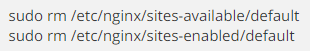 sudo rm /etc/nginx/sites-available/default
sudo rm /etc/nginx/sites-enabled/default